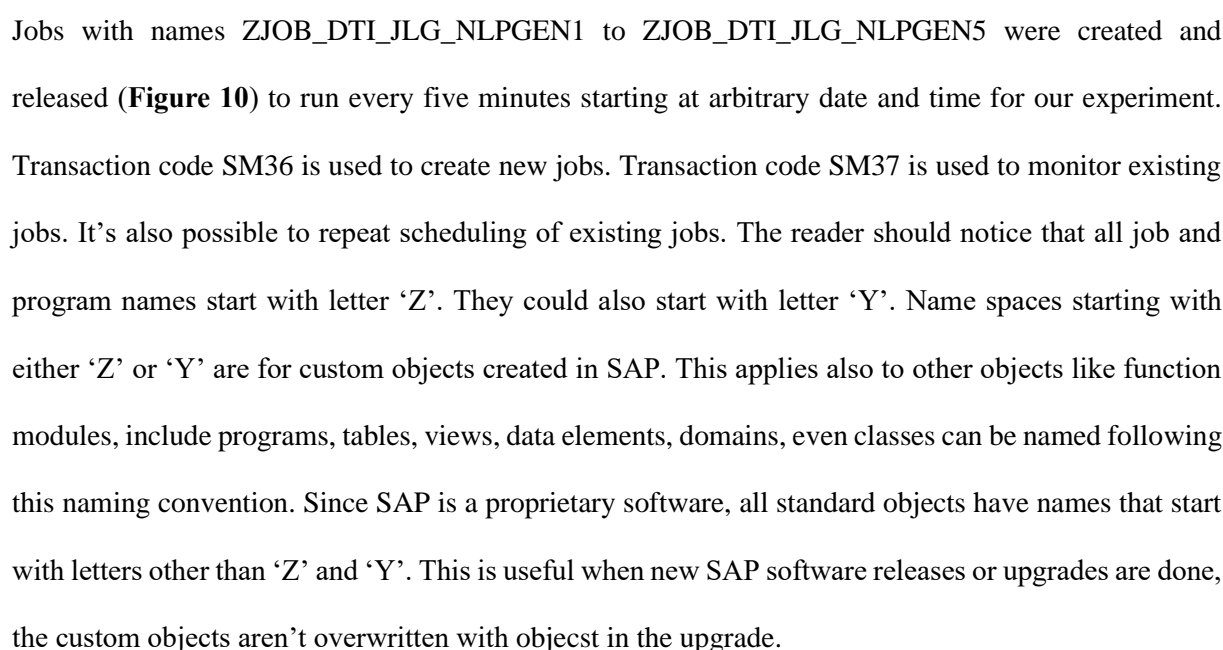 Jobs with names ZJOB_DTI_JLG_NLPGEN1 to ZJOB_DTI_JLG_NLPGEN5 were created and
released (Figure 10) to run every five minutes starting at arbitrary date and time for our experiment.
Transaction code SM36 is used to create new jobs. Transaction code SM37 is used to monitor existing
jobs. It’s also possible to repeat scheduling of existing jobs. The reader should notice that all job and
program names start with letter ‘Z’. They could also start with letter ‘Y’. Name spaces starting with
either ‘Z’ or ‘Y’ are for custom objects created in SAP. This applies also to other objects like function
modules, include programs, tables, views, data elements, domains, even classes can be named following
this naming convention. Since SAP is a proprietary software, all standard objects have names that start
with letters other than ‘Z’ and ‘Y’. This is useful when new SAP software releases or upgrades are done,
the custom objects aren’t overwritten with objecst in the upgrade.